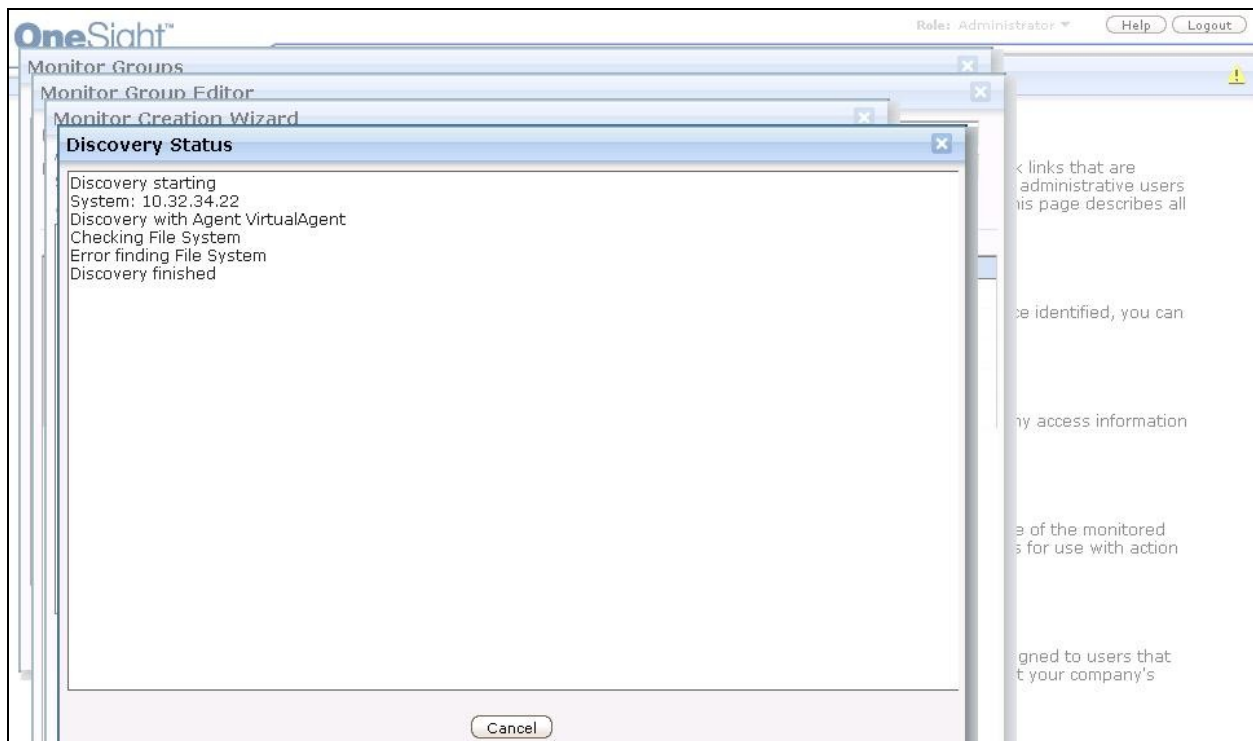 OneSight™
Role: Administrator
Help
Logout
Monitor Groups
Monitor Group Editor
Monitor Creation Wizard
Discovery Status
Discovery starting
System: 10.32.34.22
Discovery with Agent VirtualAgent
Checking File System
Error finding File System
Discovery finished
Cancel
links that are
administrative users
his page describes all
identified, you can
access information
of the monitored
for use with action
gned to users that
your company's